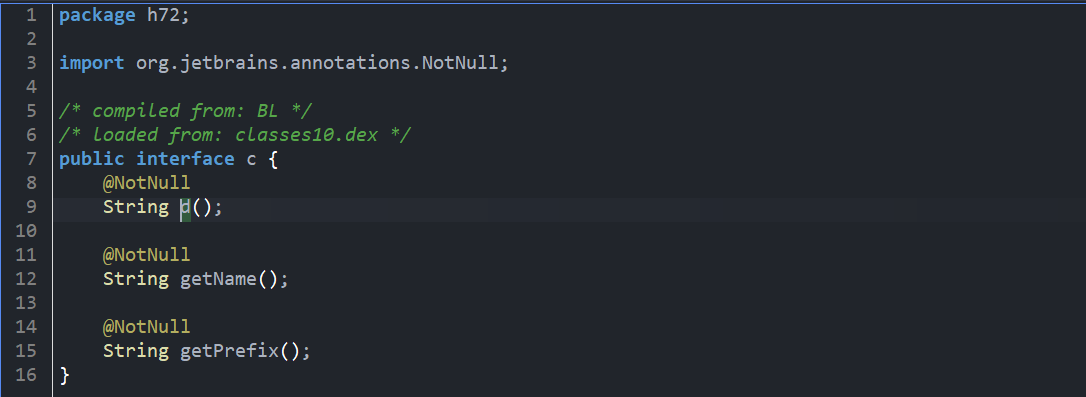 1 package h72;
2
3 import org.jetbrains.annotations.NotNull;
4
5 /* compiled from: BL */
6 /* loaded from: classes10.dex */
7 public interface c {
8     @NotNull
9     String d();
10
11     @NotNull
12     String getName();
13
14     @NotNull
15     String getPrefix();
16 }